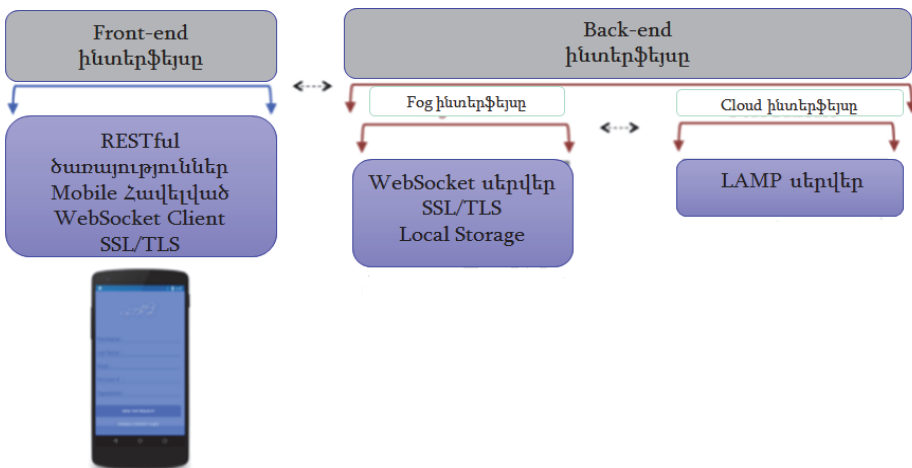 Front-end
ինտերֆեյսը
Back-end
ինտերֆեյսը
Fog ինտերֆեյսը
Cloud ինտերֆեյսը
RESTful
ծառայություններ
Mobile Հավելված
WebSocket Client
SSL/TLS
WebSocket սերվեր
SSL/TLS
Local Storage
LAMP սերվեր